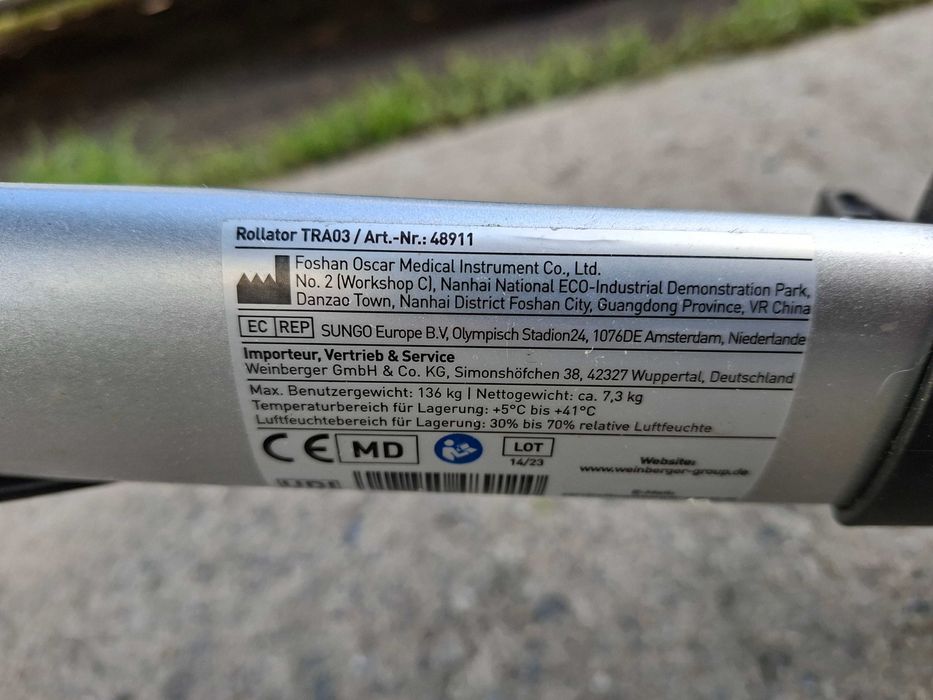 Rollator TRA03 / Art.-Nr.: 48911
Foshan Oscar Medical Instrument Co., Ltd.
No. 2 (Workshop C), Nanhai National ECO-Industrial Demonstration Park,
Danzao Town, Nanhai District Foshan City, Guangdong Province, VR China
EC REP SUNGO Europe B.V, Olympisch Stadion24, 1076DE Amsterdam, Niederlande
Importeur, Vertrieb & Service
Weinberger GmbH & Co. KG, Simonshöfchen 38, 42327 Wuppertal, Deutschland
Max. Benutzergewicht: 136 kg | Nettogewicht: ca. 7,3 kg
Temperaturbereich für Lagerung: +5°C bis +41°C
Luftfeuchtebereich für Lagerung: 30% bis 70% relative Luftfeuchte
CE MD LOT
14/23
Website:
www.weinberger-group.de
UDI